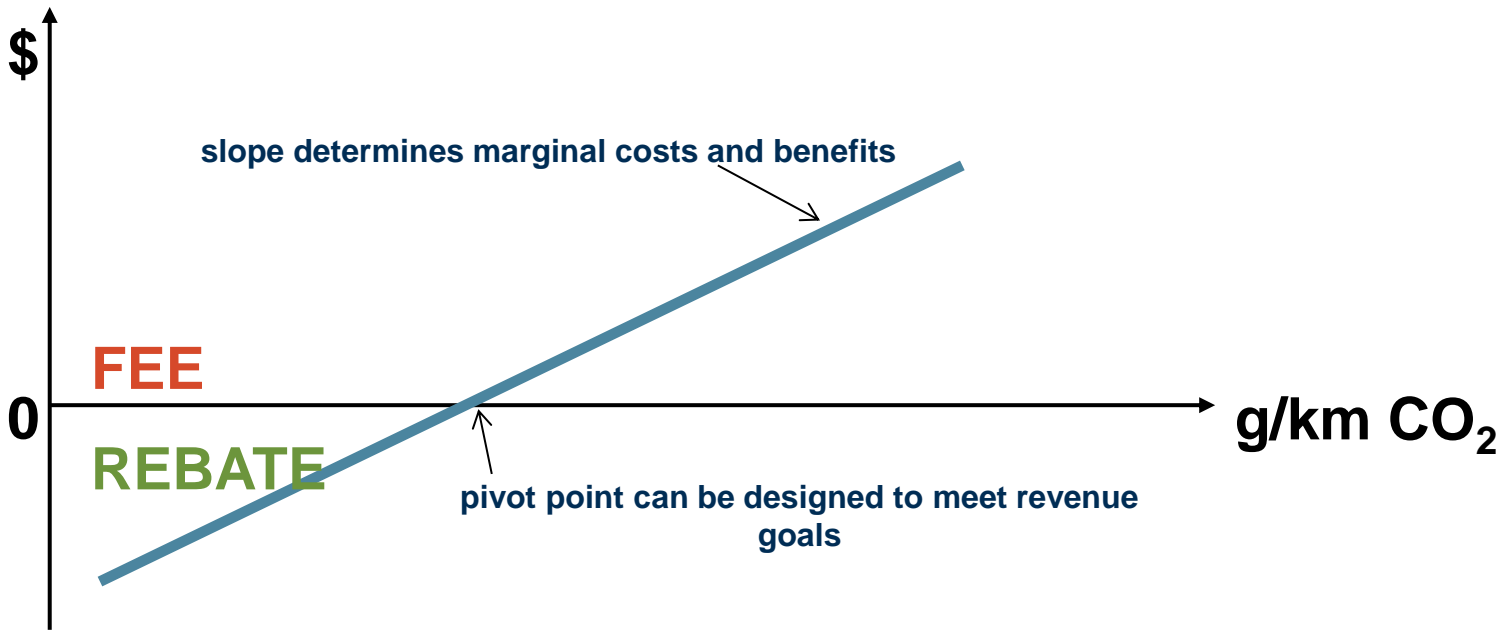 $
slope determines marginal costs and benefits
FEE
0
g/km CO₂
REBATE
pivot point can be designed to meet revenue
goals